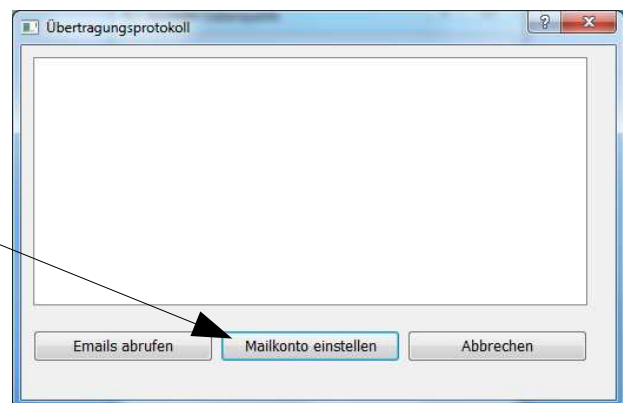 Übertragungsprotokoll
Emails abrufen
Mailkonto einstellen
Abbrechen